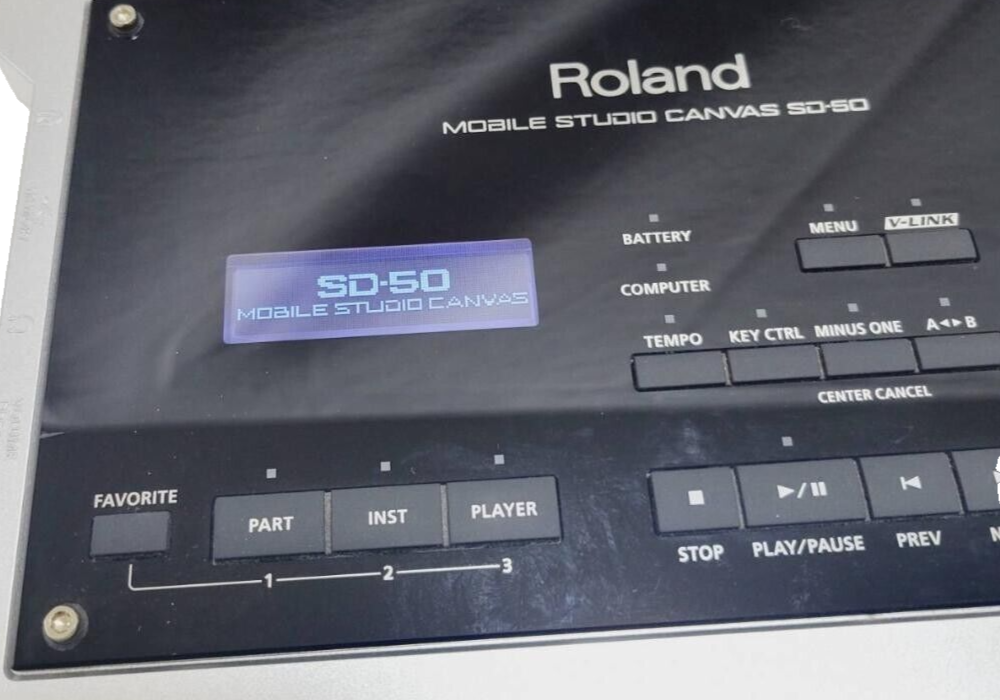 Roland
MOBILE STUDIO CANVAS SD-50
MENU V-LINK
BATTERY
SD-50
MOBILE STUDIO CANVAS
COMPUTER
TEMPO KEY CTRL MINUS ONE A◄►B
CENTER CANCEL
FAVORITE
PART INST PLAYER
STOP PLAY/PAUSE PREV
1 2 3